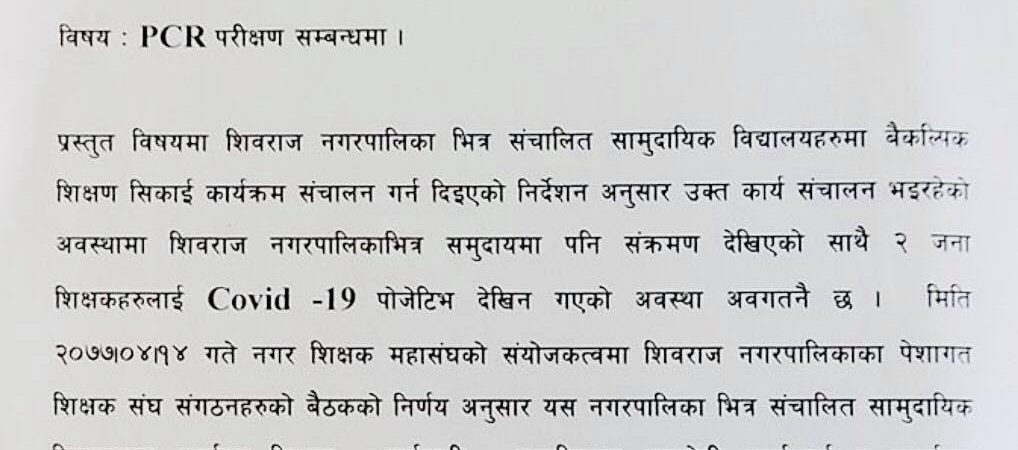 विषय : PCR परीक्षण सम्बन्धमा ।
प्रस्तुत विषयमा शिवराज नगरपालिका भित्र संचालित सामुदायिक विद्यालयहरुमा बैकल्पिक
शिक्षण सिकाई कार्यक्रम संचालन गर्न दिइएको निर्देशन अनुसार उक्त कार्य संचालन भइरहेको
अवस्थामा शिवराज नगरपालिकाभित्र समुदायमा पनि संक्रमण देखिएको साथै २ जना
शिक्षकहरुलाई Covid -19 पोजेटिभ देखिन गएको अवस्था अवगतनै छ । मिति
२०७७।०४।१४ गते नगर शिक्षक महासंघको संयोजकत्वमा शिवराज नगरपालिकाका पेशागत
शिक्षक संघ संगठनहरुको बैठकको निर्णय अनुसार यस नगरपालिका भित्र संचालित सामुदायिक